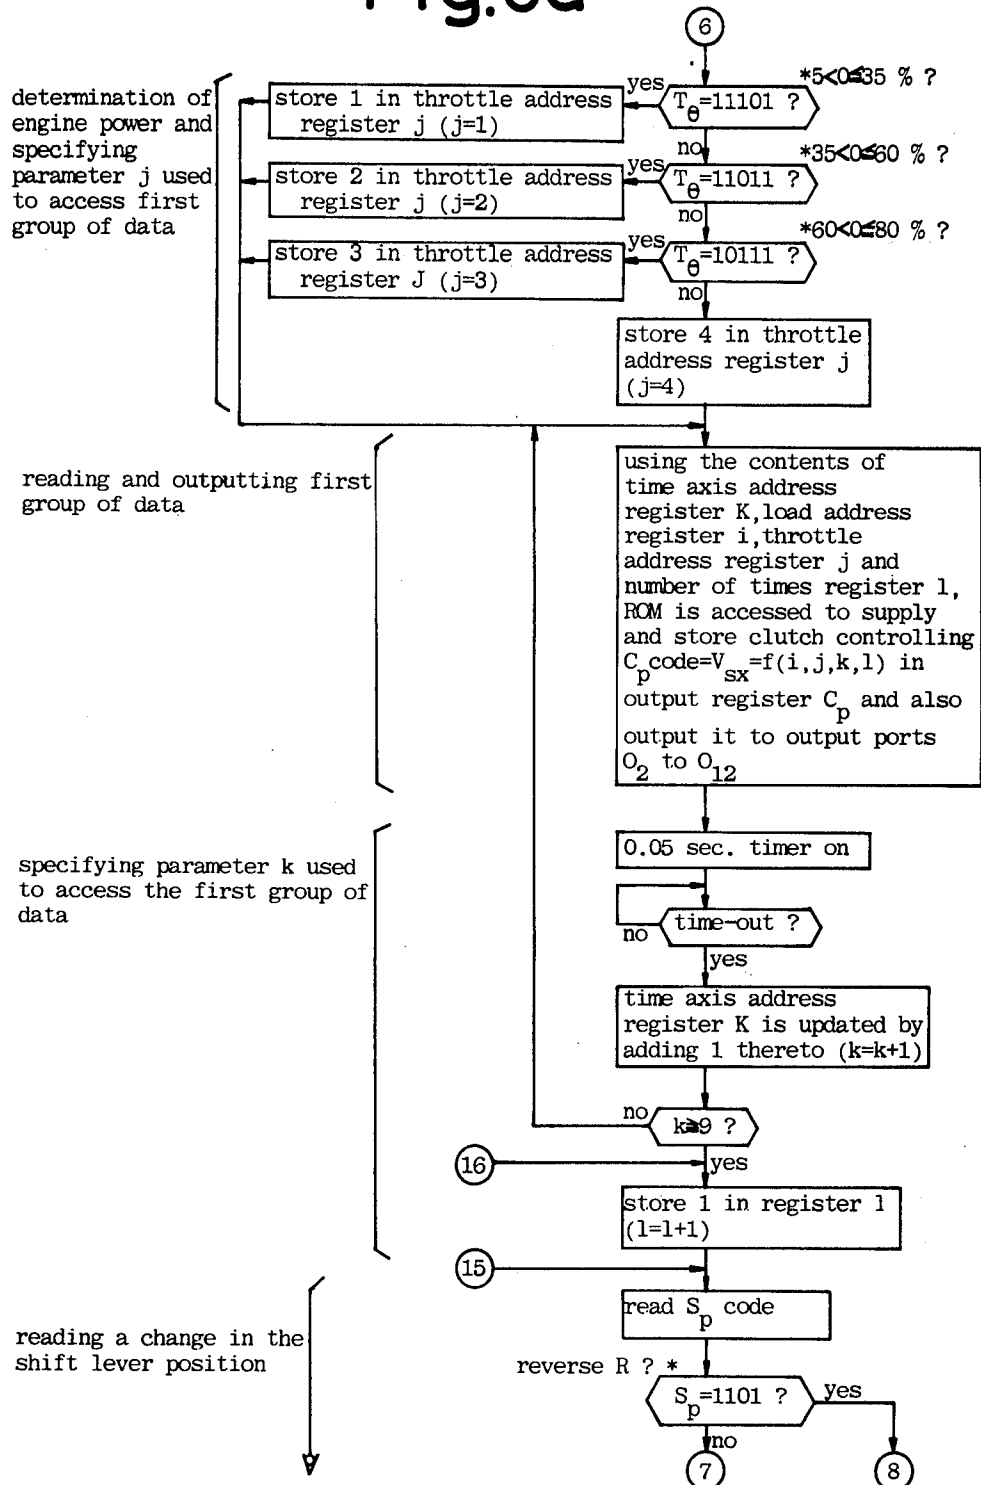 6
determination of
engine power and
specifying
parameter j used
to access first
group of data
store 1 in throttle address
register j (j=1)
yes
Tθ=11101 ?
*5<0≦35 % ?
no
store 2 in throttle address
register j (j=2)
yes
Tθ=11011 ?
*35<0≦60 % ?
no
store 3 in throttle address
register J (j=3)
yes
Tθ=10111 ?
*60<0≦80 % ?
no
store 4 in throttle
address register j
(j=4)
reading and outputting first
group of data
using the contents of
time axis address
register K,load address
register i,throttle
address register j and
number of times register l,
ROM is accessed to supply
and store clutch controlling
Cp code=Vsx=f(i,j,k,l) in
output register Cp and also
output it to output ports
O2 to O12
specifying parameter k used
to access the first group of
data
0.05 sec. timer on
time-out ?
no
yes
time axis address
register K is updated by
adding 1 thereto (k=k+1)
no
k≧9 ?
yes
16
store 1 in register l
(l=l+1)
15
reading a change in the
shift lever position
read Sp code
reverse R ? *
Sp=1101 ?
yes
no
7
8